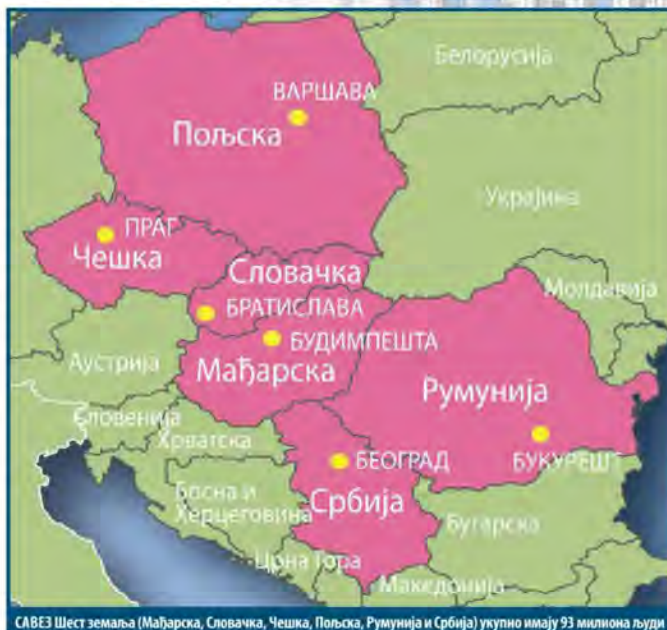 Белорусија
ВАРШАВА
Пољска
Украјина
ПРАГ
Чешка
Словачка
Молдавија
БРАТИСЛАВА
БУДИМПЕШТА
Аустрија
Мађарска
Румунија
Словенија
Хрватска
БЕОГРАД
БУКУРЕШТ
Босна и
Херцеговина
Србија
Бугарска
Црна Гора
Македонија
САВЕЗ Шест земаља (Мађарска, Словачка, Чешка, Пољска, Румунија и Србија) укупно имају 93 милиона људи